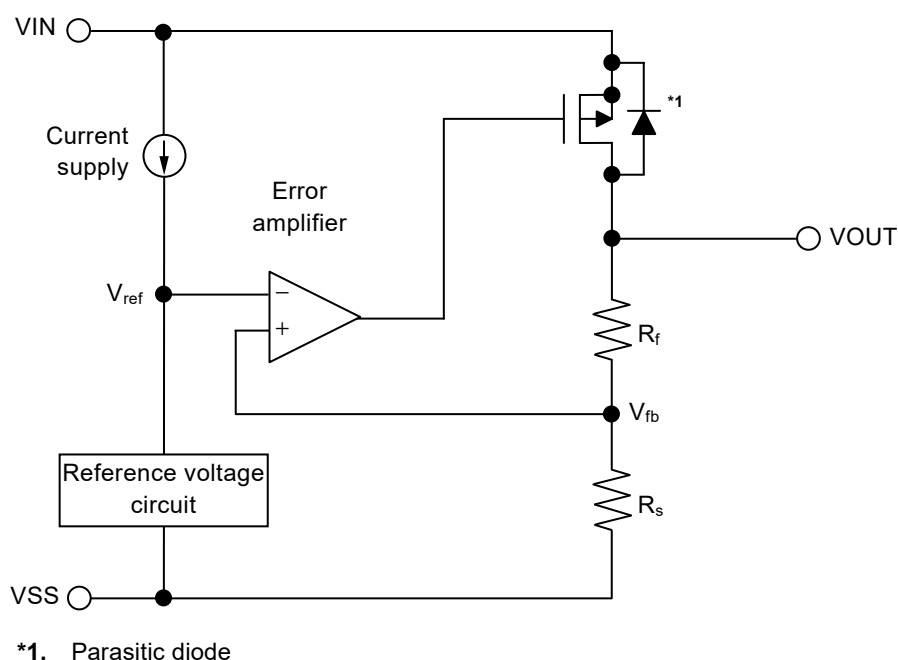 VIN
*1
Current
supply
Error
amplifier
VOUT
Vref
−
+
Rf
Vfb
Reference voltage
circuit
Rs
VSS
*1. Parasitic diode